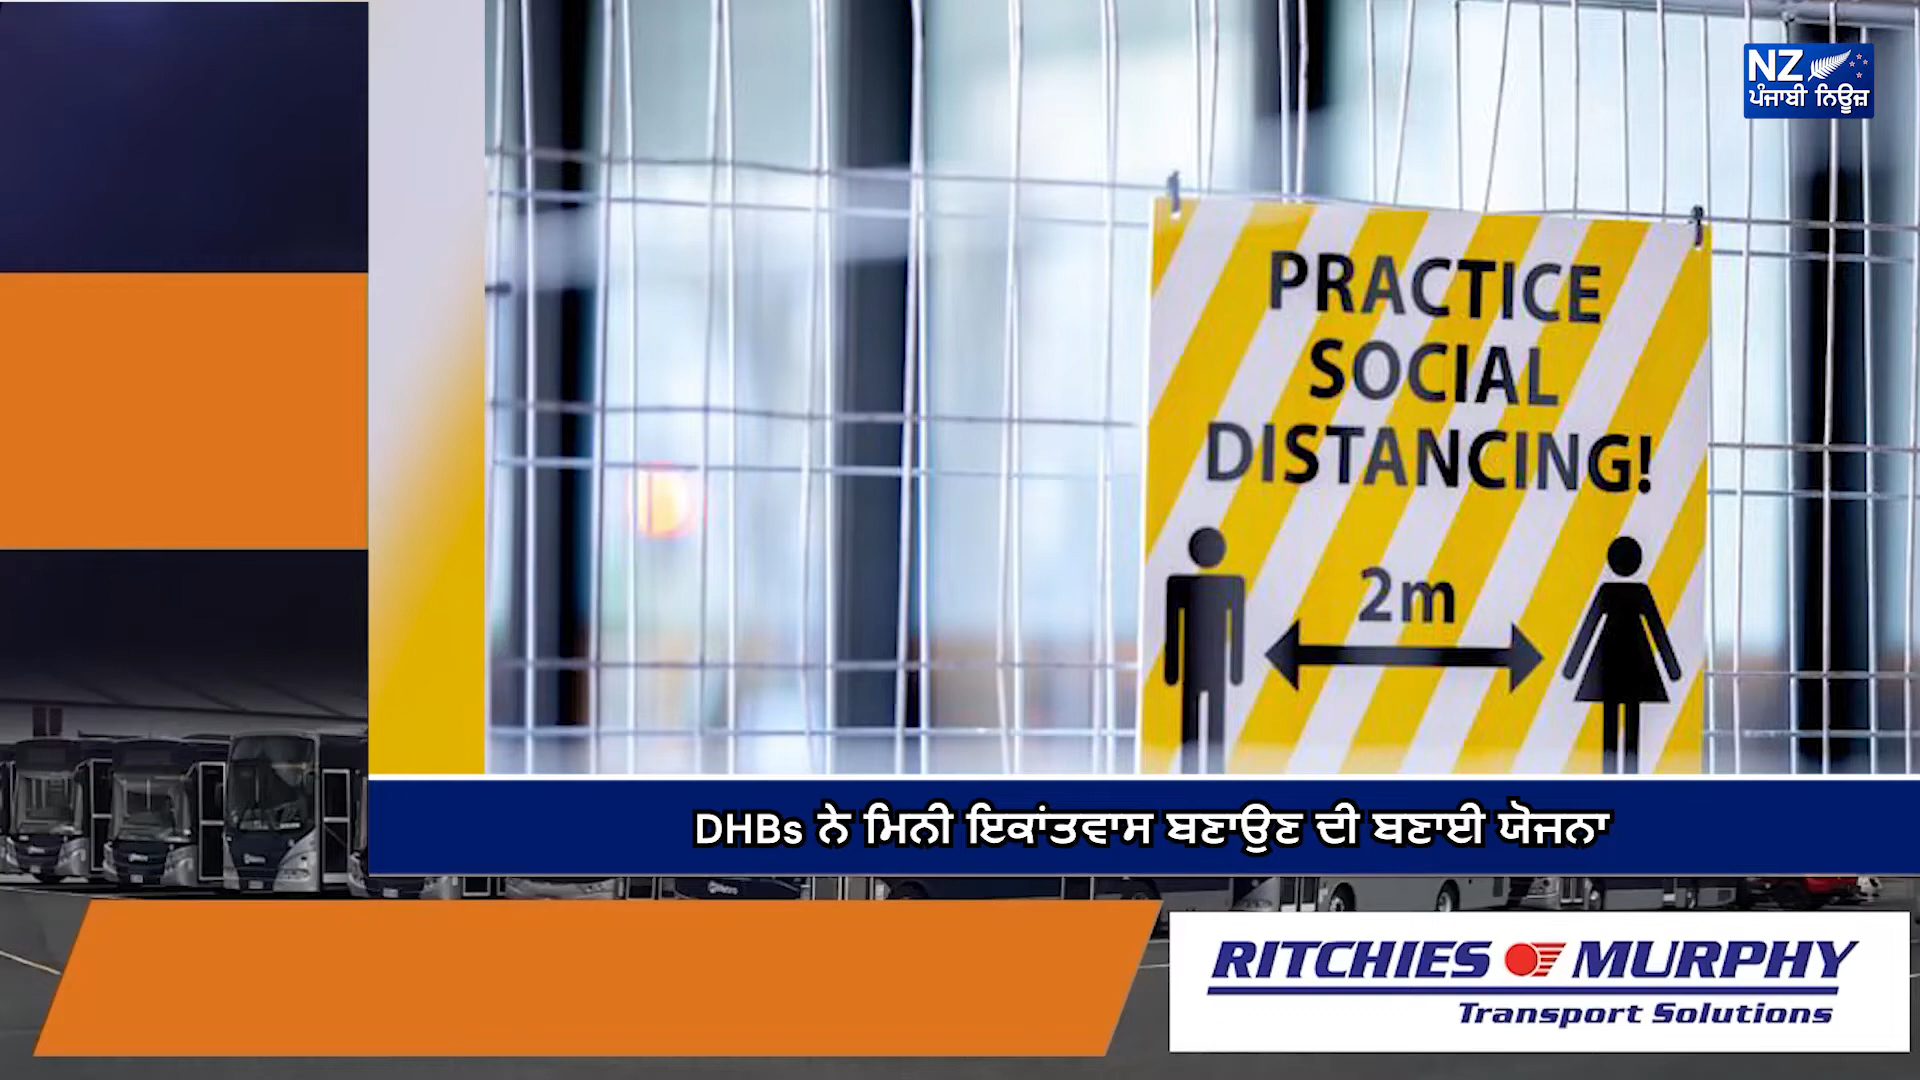 NZ
ਪੰਜਾਬੀ ਨਿਊਜ਼
PRACTICE
SOCIAL
DISTANCING!
2m
DHBs ਨੇ ਮਿਨੀ ਇਕਾਂਤਵਾਸ ਬਣਾਉਣ ਦੀ ਬਣਾਈ ਯੋਜਨਾ
RITCHIES MURPHY
Transport Solutions